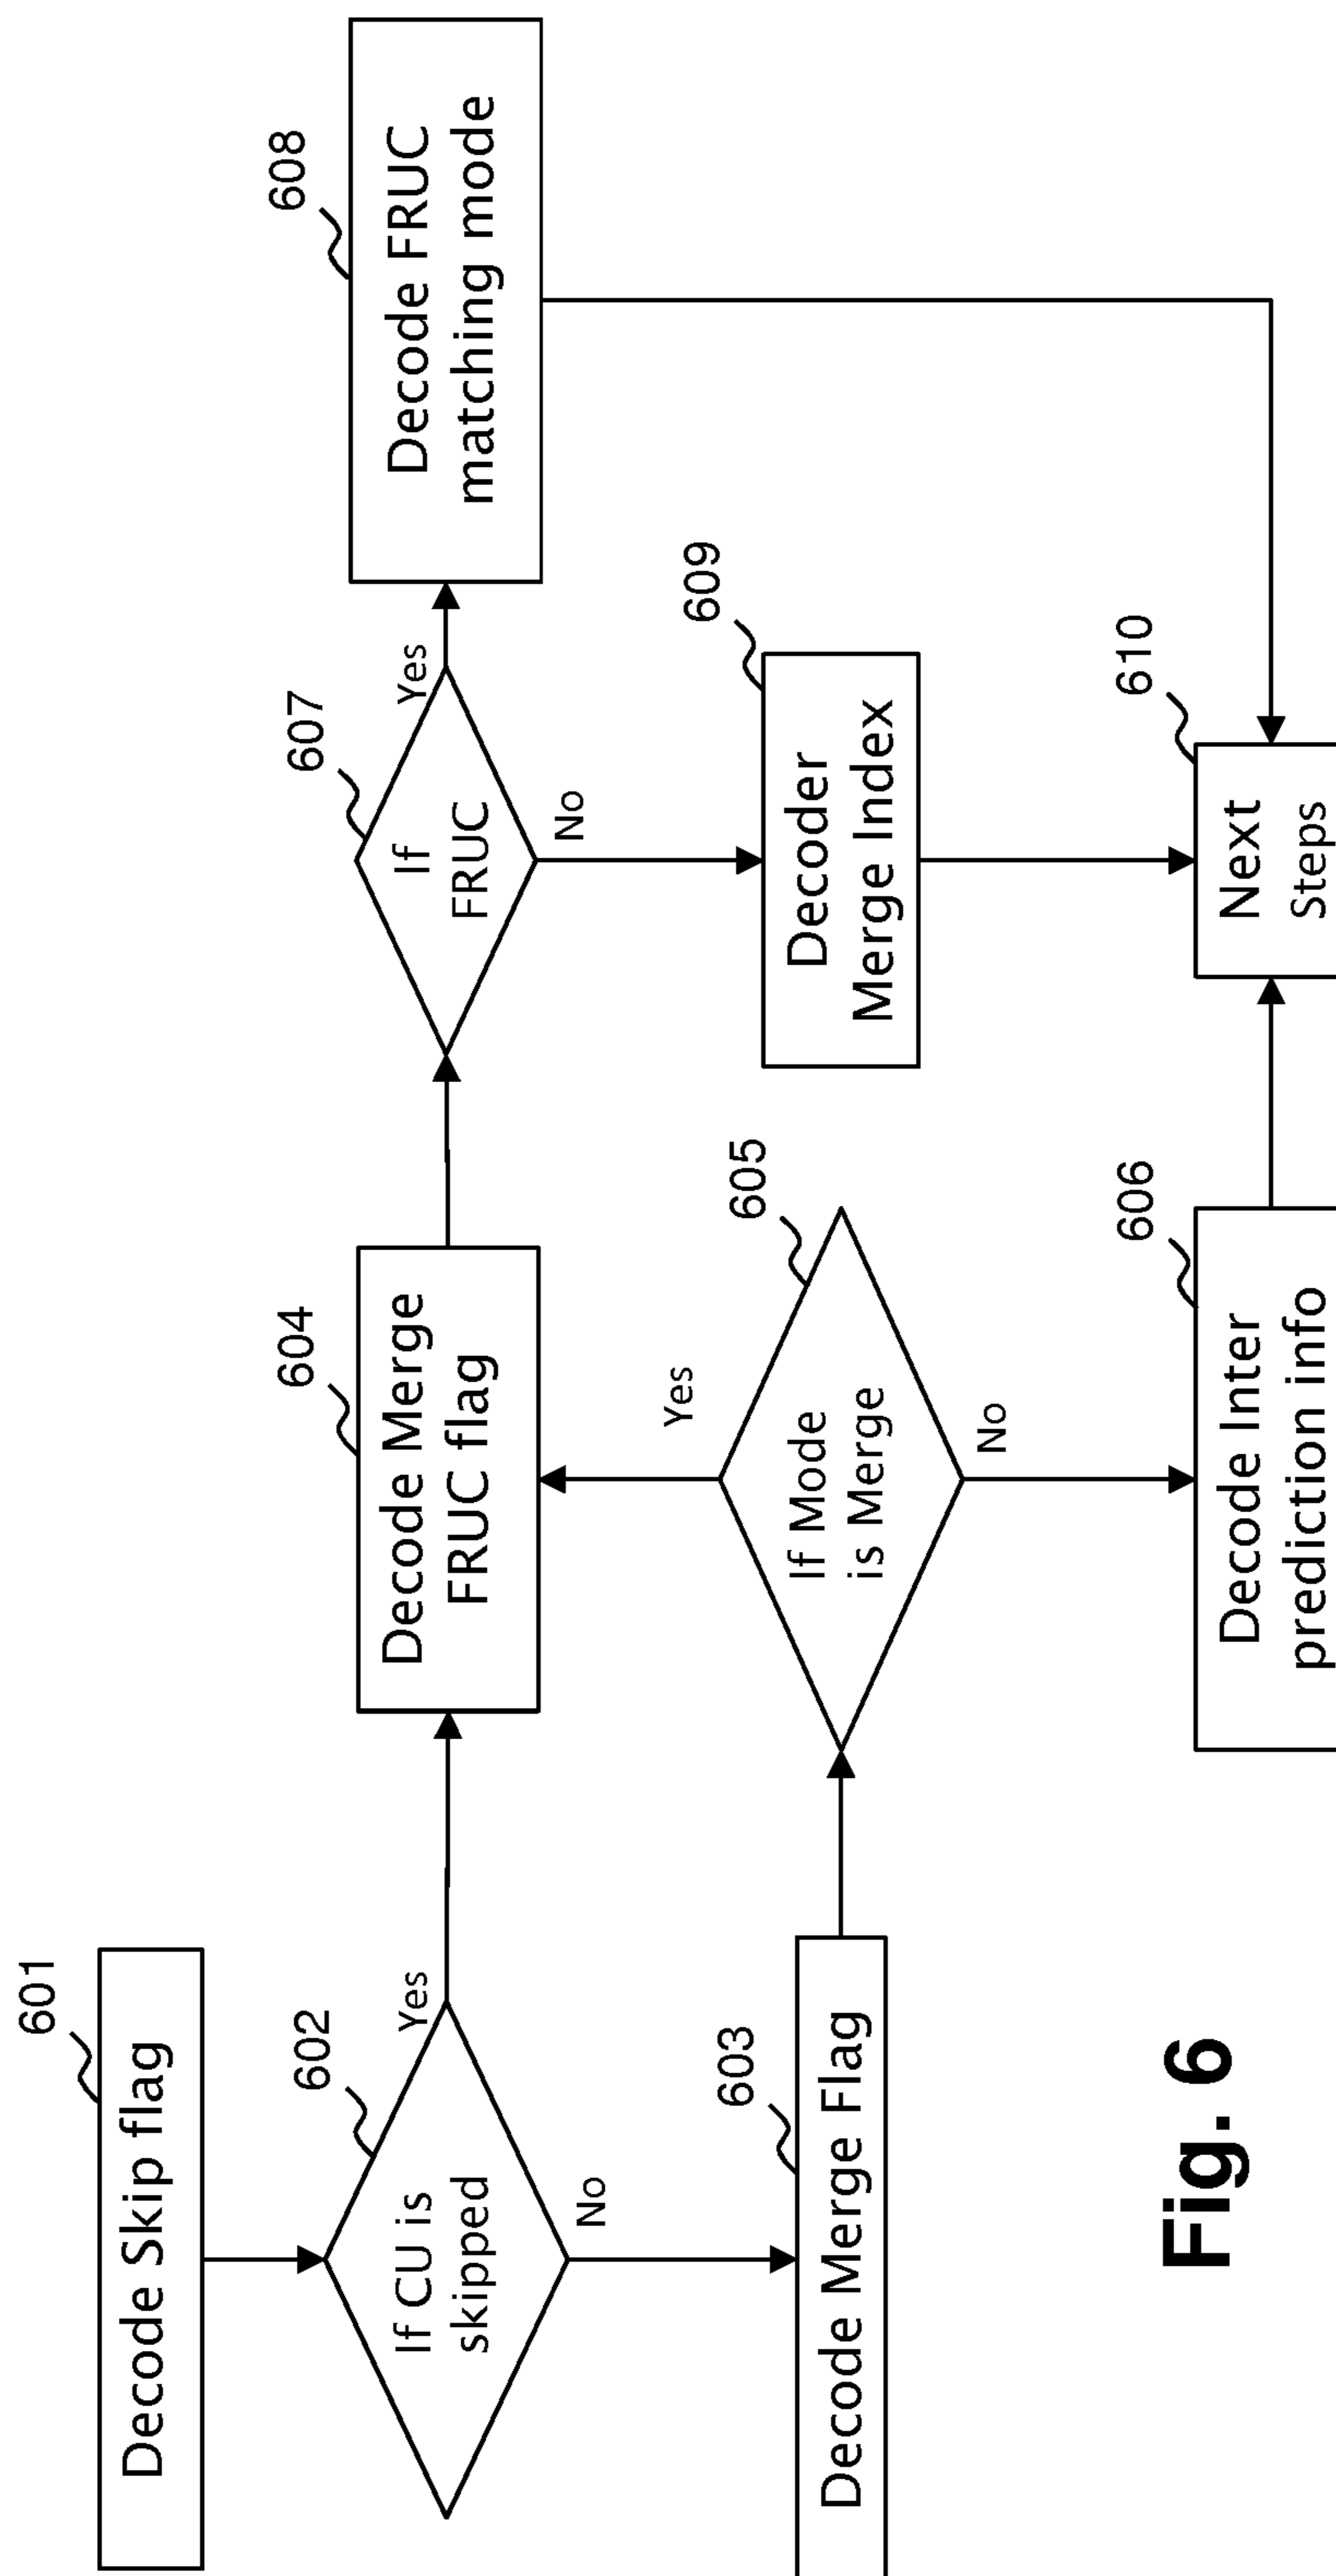 601
Decode Skip flag
602
If CU is
skipped
Yes
No
603
Decode Merge Flag
604
Decode Merge
FRUC flag
605
If Mode
is Merge
Yes
No
606
Decode Inter
prediction info
607
If
FRUC
Yes
No
608
Decode FRUC
matching mode
609
Decoder
Merge Index
610
Next
Steps
Fig. 6